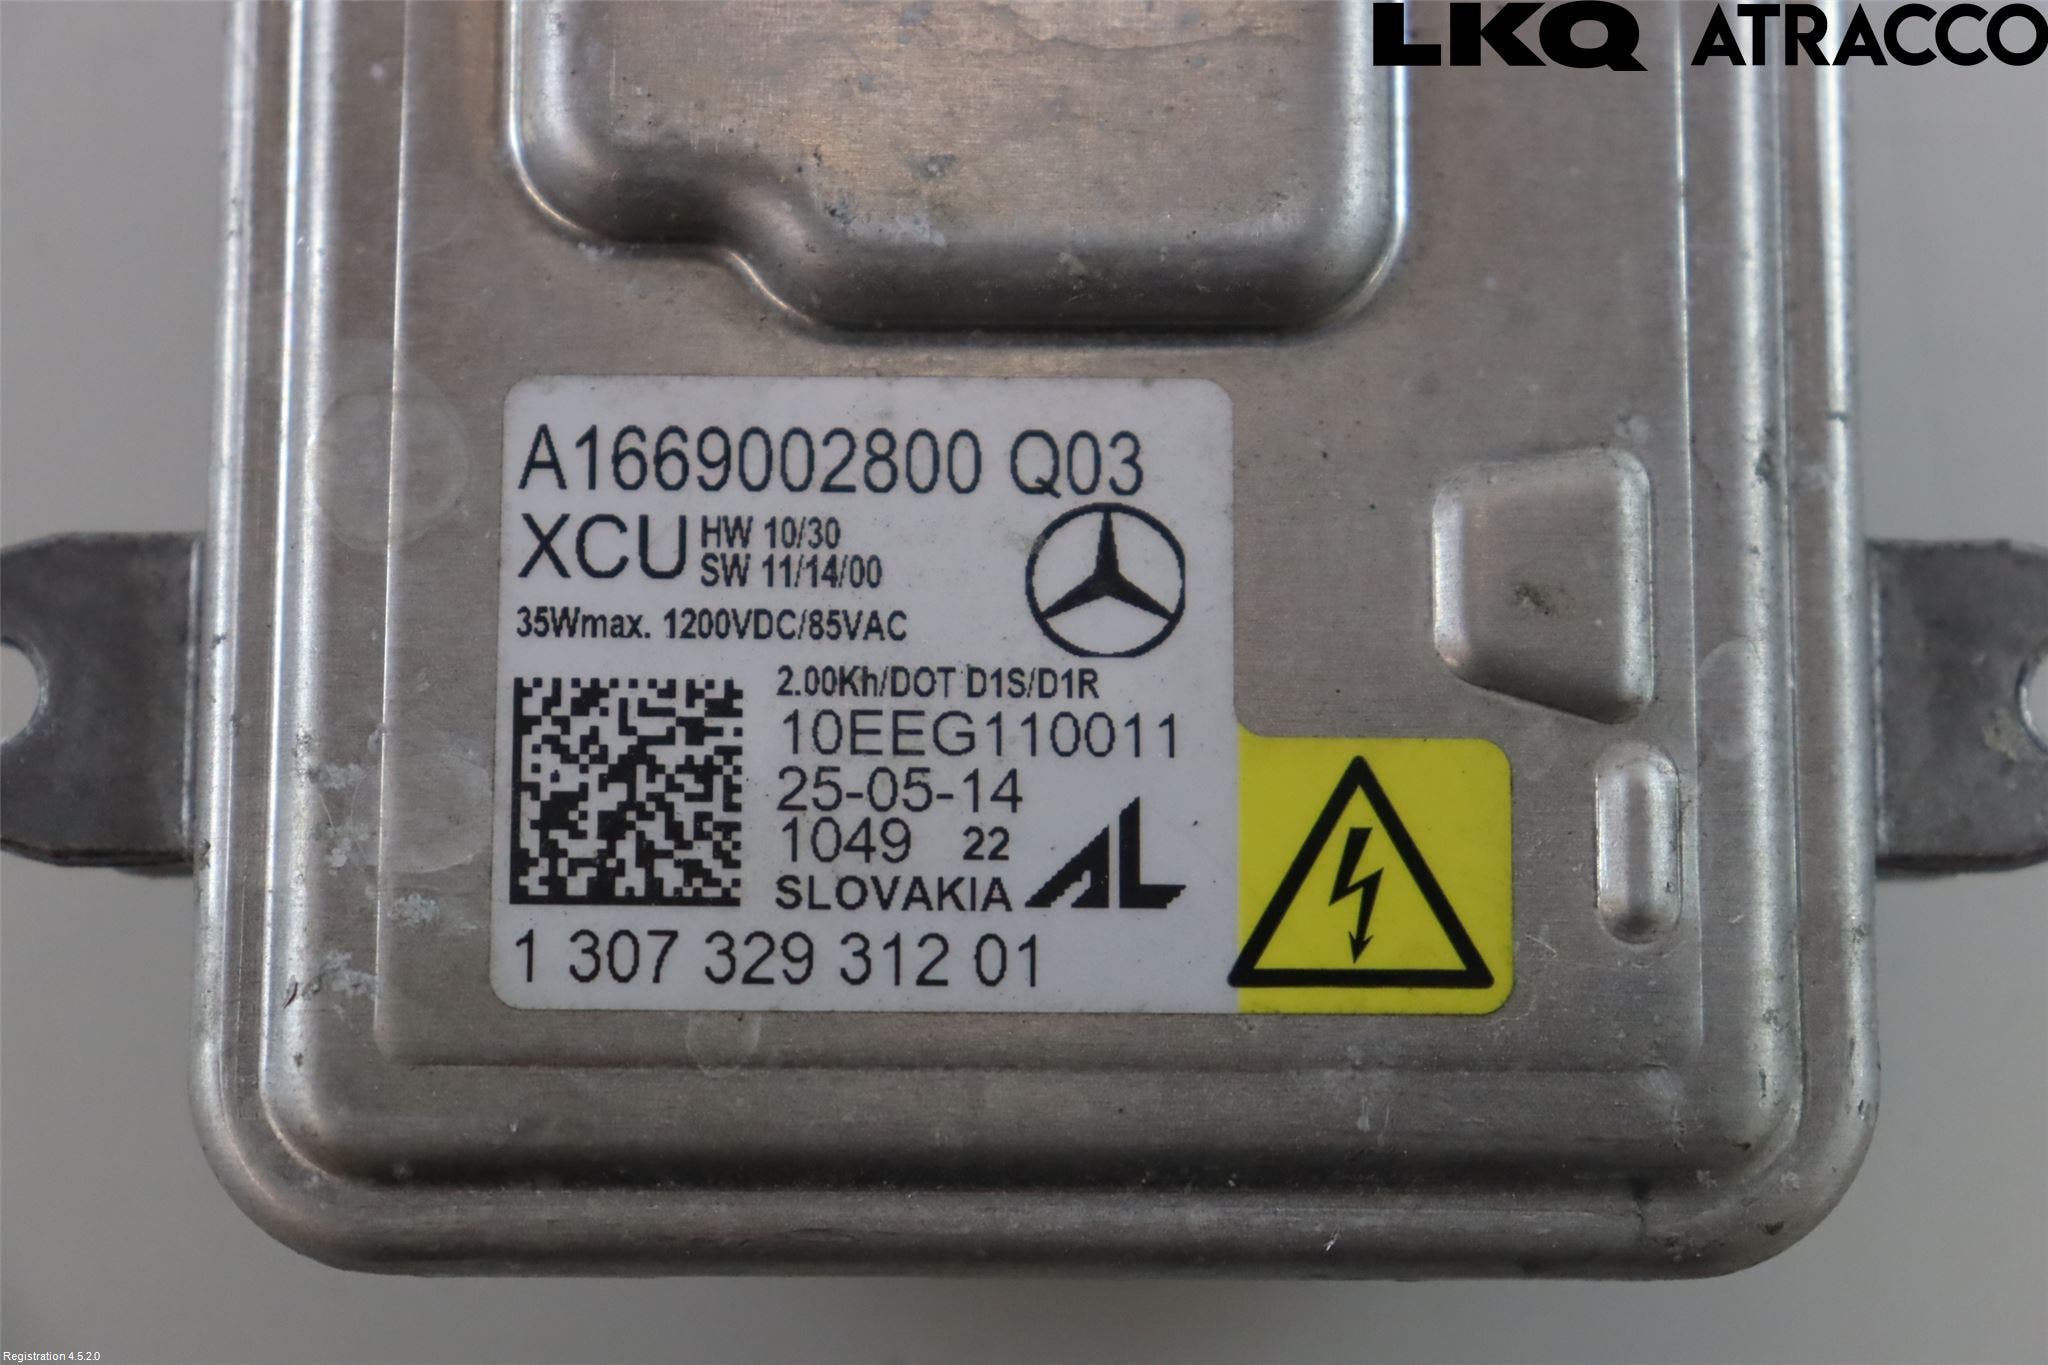 LKQ ATRACCO
A1669002800 Q03
XCU HW 10/30
SW 11/14/00
35Wmax. 1200VDC/85VAC
2.00Kh/DOT D1S/D1R
10EEG110011
25-05-14
1049 22
SLOVAKIA AL
1 307 329 312 01
Registration 4.5.2.0